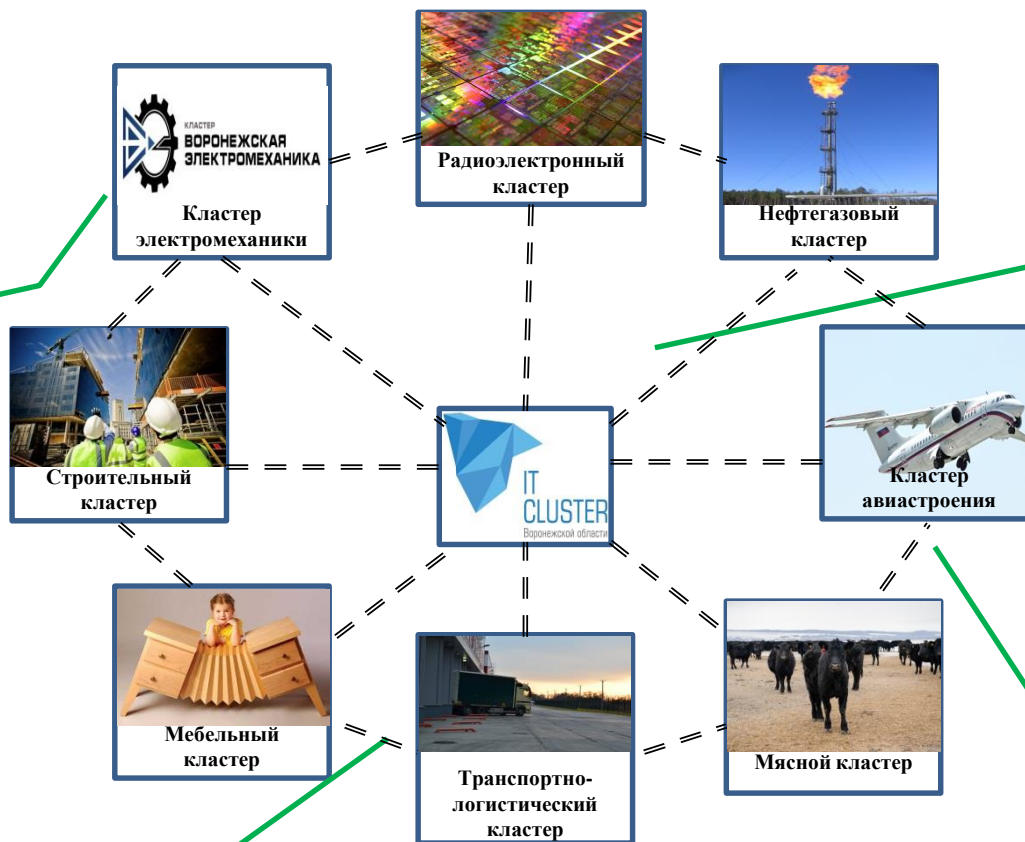 Радиоэлектронный
кластер
КЛАСТЕР
ВОРОНЕЖСКАЯ
ЭЛЕКТРОМЕХАНИКА
Кластер
электромеханики
Нефтегазовый
кластер
Строительный
кластер
IT
CLUSTER
Воронежской области
Кластер
авиастроения
Мебельный
кластер
Транспортно-
логистический
кластер
Мясной кластер